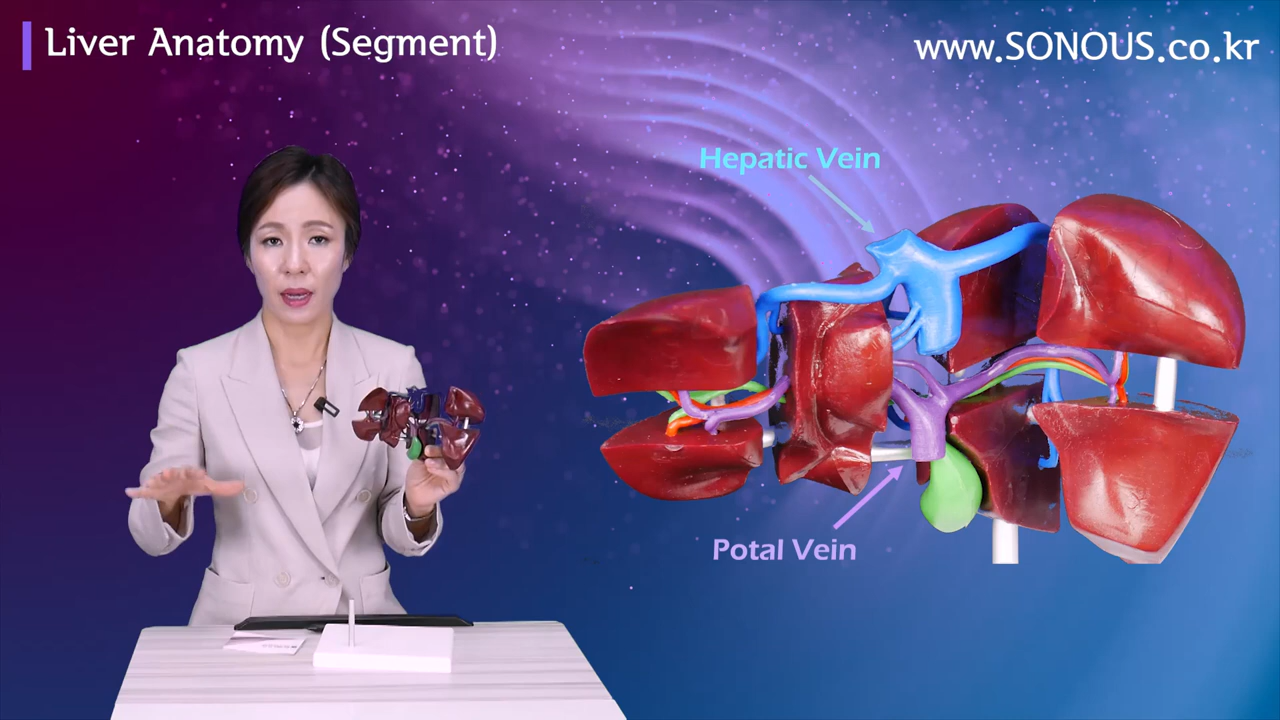 Liver Anatomy (Segment)
www.SONOUS.co.kr
Hepatic Vein
Potal Vein